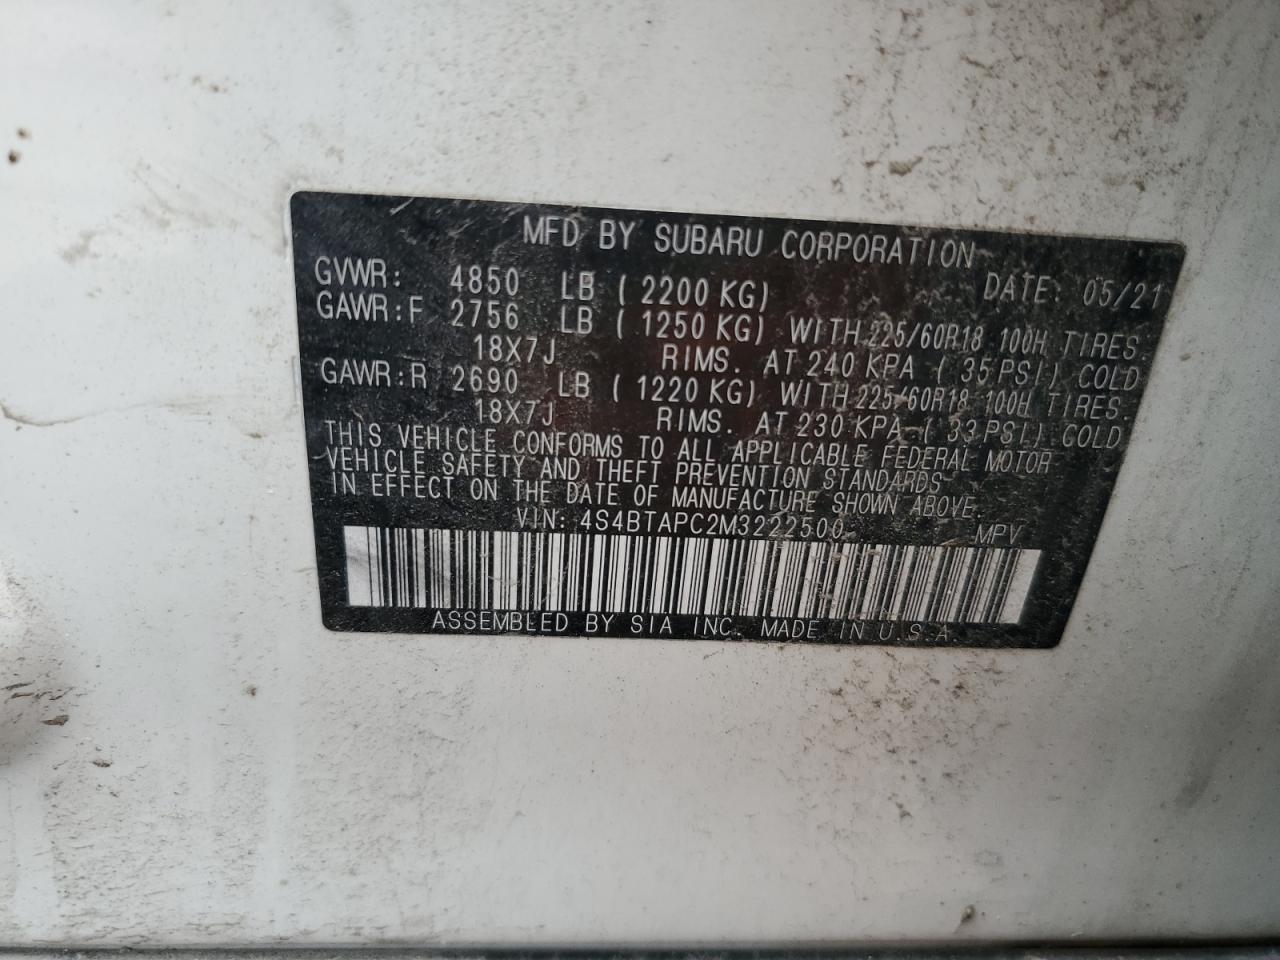 MFD BY SUBARU CORPORATION
GVWR: 4850 LB ( 2200 KG) DATE: 05/21
GAWR:F 2756 LB ( 1250 KG) WITH 225/60R18 100H TIRES.
18X7J RIMS. AT 240 KPA ( 35 PSI) COLD
GAWR:R 2690 LB ( 1220 KG) WITH 225/60R18 100H TIRES.
18X7J RIMS. AT 230 KPA ( 33 PSI) COLD
THIS VEHICLE CONFORMS TO ALL APPLICABLE FEDERAL MOTOR
VEHICLE SAFETY AND THEFT PREVENTION STANDARDS
IN EFFECT ON THE DATE OF MANUFACTURE SHOWN ABOVE.
VIN: 4S4BTAPC2M3222500 MPV
ASSEMBLED BY SIA INC. MADE IN U.S.A.